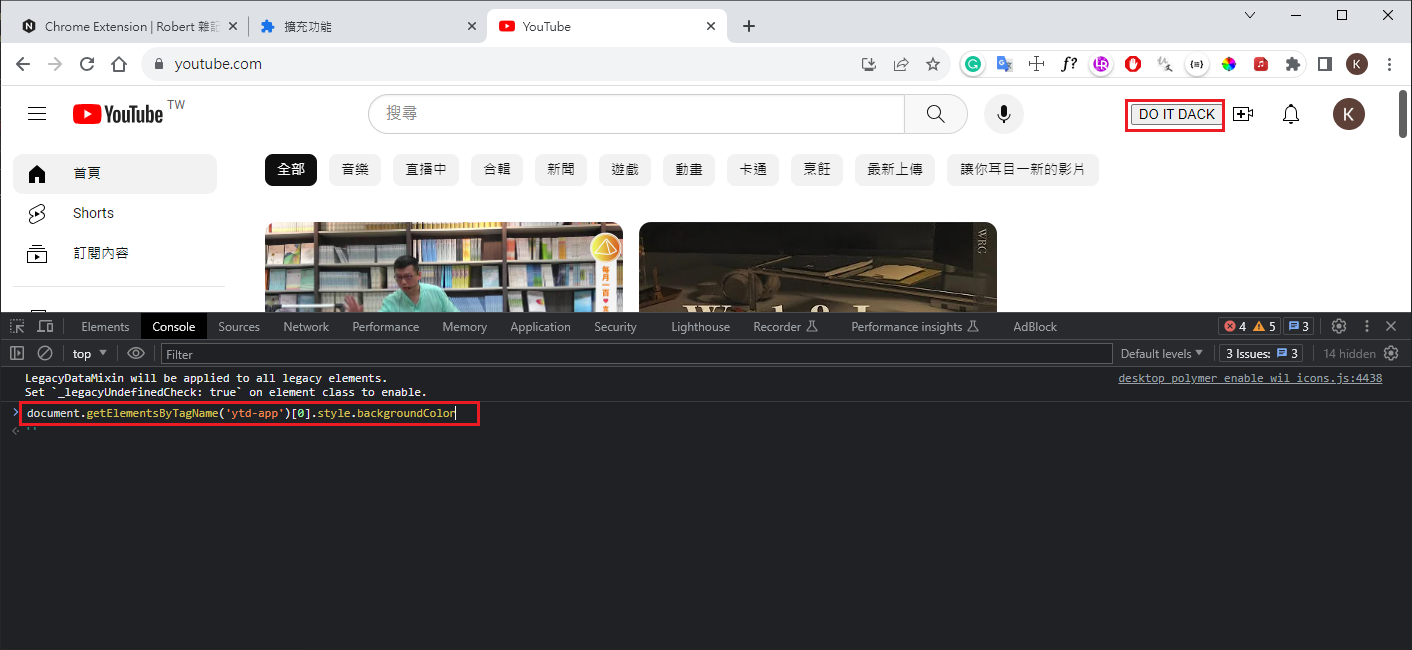 Chrome Extension | Robert 雜記
擴充功能
YouTube
youtube.com
f?
K
YouTube TW
搜尋
DO IT DACK
K
首頁
Shorts
訂閱內容
全部 音樂 直播中 合輯 新聞 遊戲 動畫 卡通 烹飪 最新上傳 讓你耳目一新的影片
每月一百
WRC
Elements Console Sources Network Performance Memory Application Security Lighthouse Recorder Performance insights AdBlock 4 5 3
top Filter Default levels 3 Issues: 3 14 hidden
LegacyDataMixin will be applied to all legacy elements. desktop_polymer_enable_wil_icons.js:4438
Set `_legacyUndefinedCheck: true` on element class to enable.
> document.getElementsByTagName('ytd-app')[0].style.backgroundColor
''